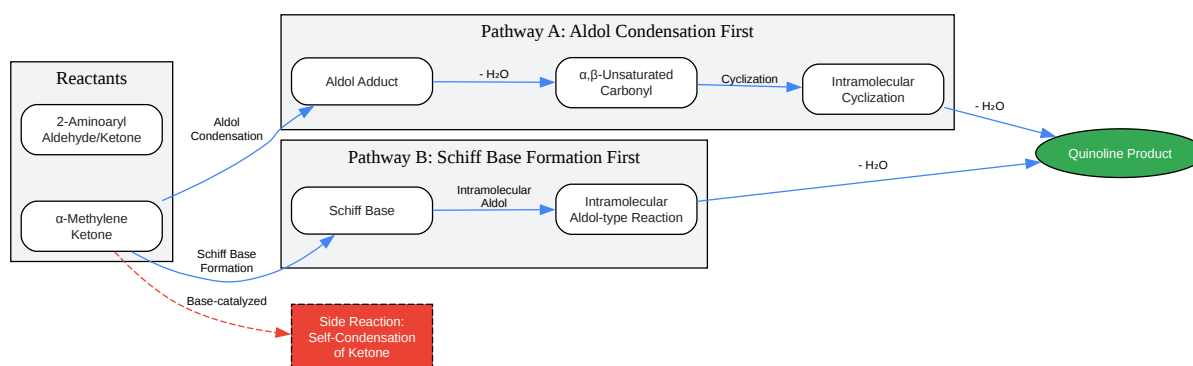 Pathway A: Aldol Condensation First
Reactants
2-Aminoaryl
Aldehyde/Ketone
α-Methylene
Ketone
Aldol
Condensation
Aldol Adduct
- H₂O
α,β-Unsaturated
Carbonyl
Cyclization
Intramolecular
Cyclization
- H₂O
Quinoline Product
Pathway B: Schiff Base Formation First
Schiff Base
Formation
Schiff Base
Intramolecular
Aldol
Intramolecular
Aldol-type Reaction
- H₂O
Base-catalyzed
Side Reaction:
Self-Condensation
of Ketone